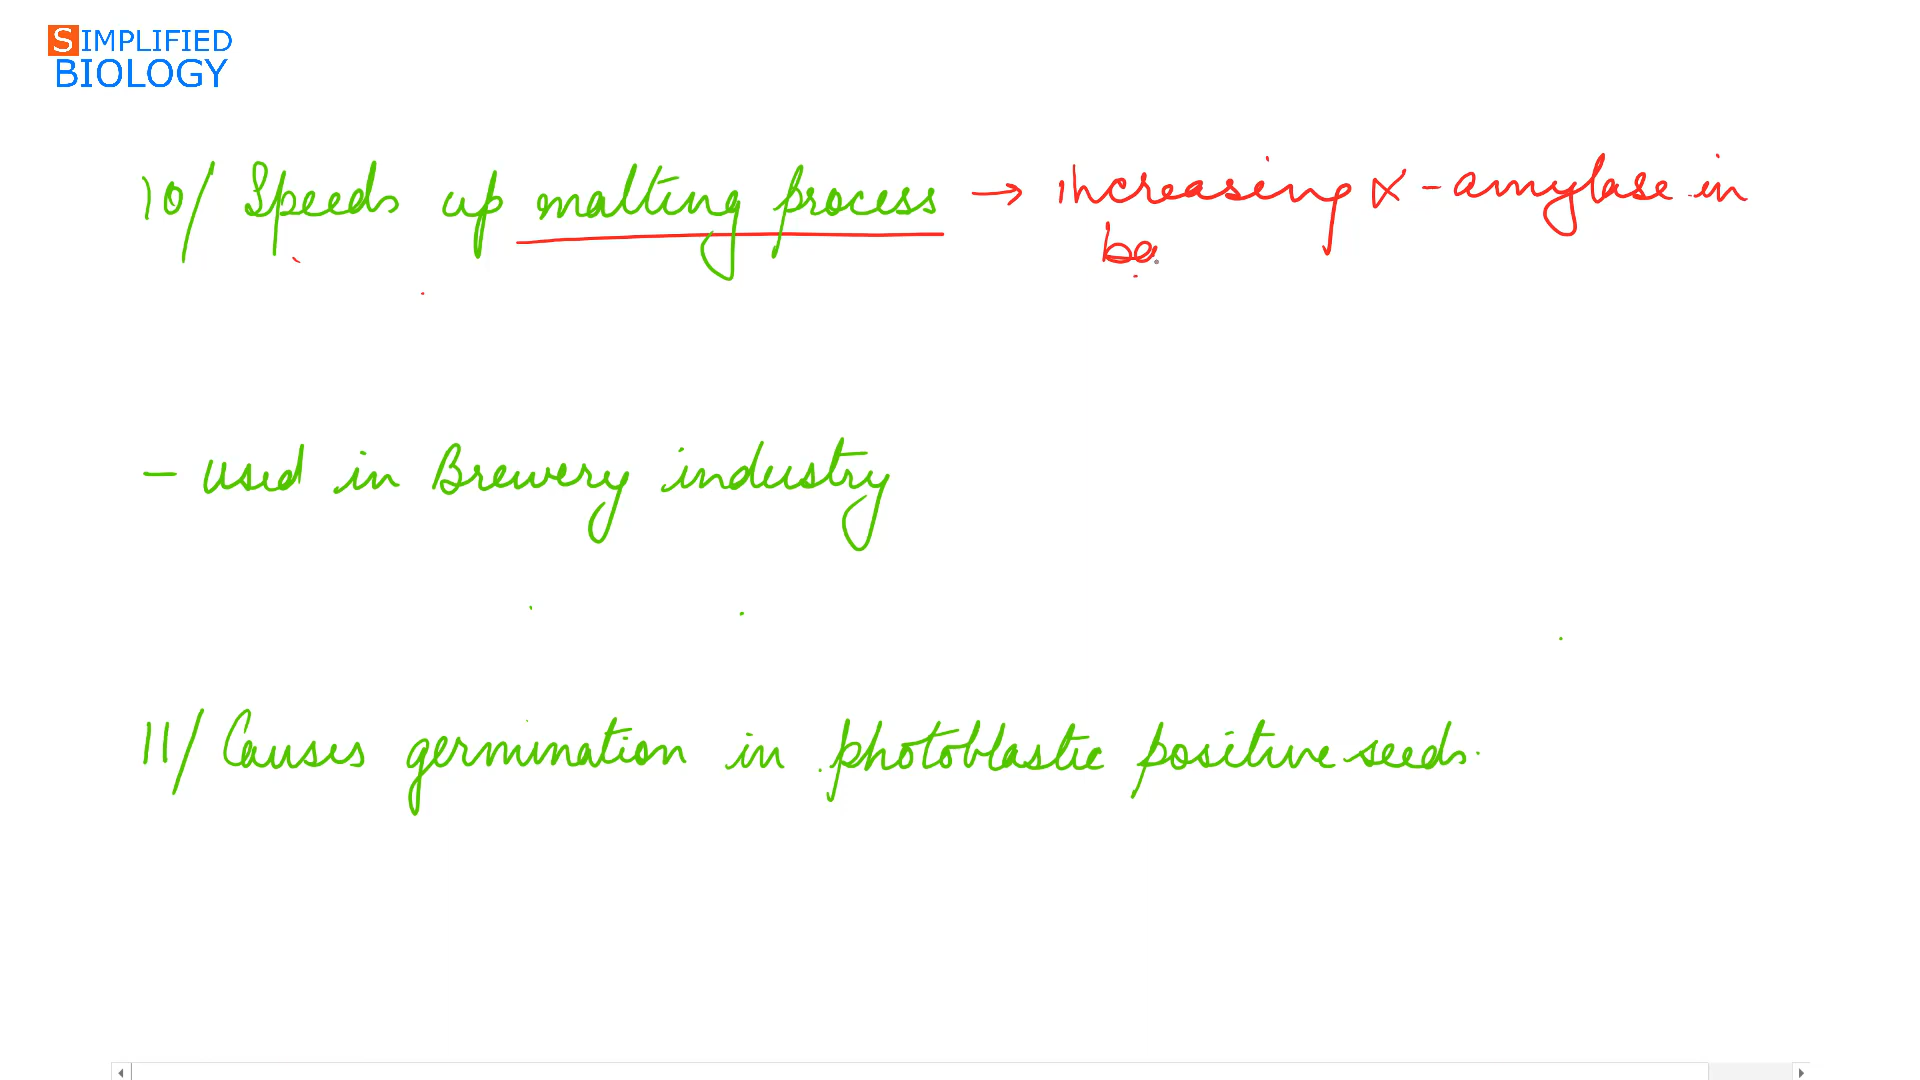 SIMPLIFIED
BIOLOGY
10/ Speeds up malting process → increasing α-amylase in
ba
- used in Brewery industry
11/ Causes germination in photoblastic positive seeds.